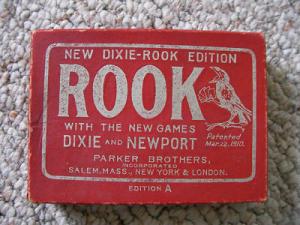 NEW DIXIE-ROOK EDITION
ROOK
Patented
Mar. 22, 1910.
WITH THE NEW GAMES
DIXIE AND NEWPORT
PARKER BROTHERS,
INCORPORATED
SALEM, MASS., NEW YORK & LONDON.
EDITION A